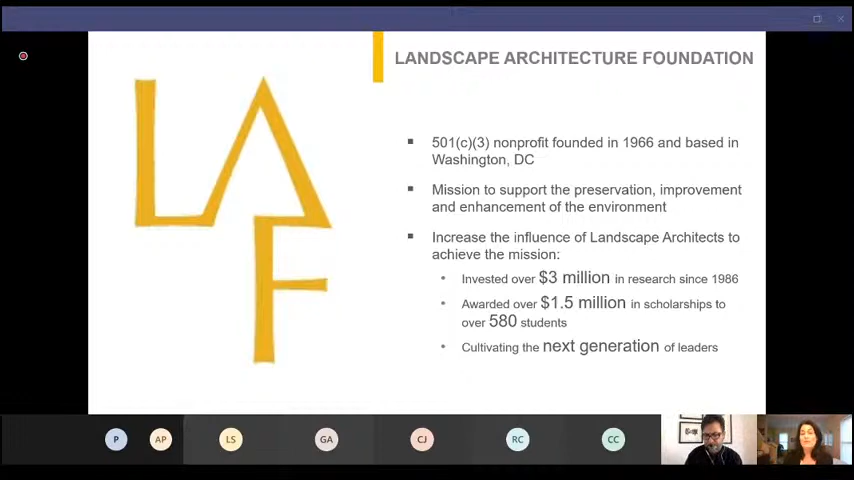 LANDSCAPE ARCHITECTURE FOUNDATION
LAF
501(c)(3) nonprofit founded in 1966 and based in
Washington, DC
Mission to support the preservation, improvement
and enhancement of the environment
Increase the influence of Landscape Architects to
achieve the mission:
Invested over $3 million in research since 1986
Awarded over $1.5 million in scholarships to
over 580 students
Cultivating the next generation of leaders
P
AP
LS
GA
CJ
RC
CC